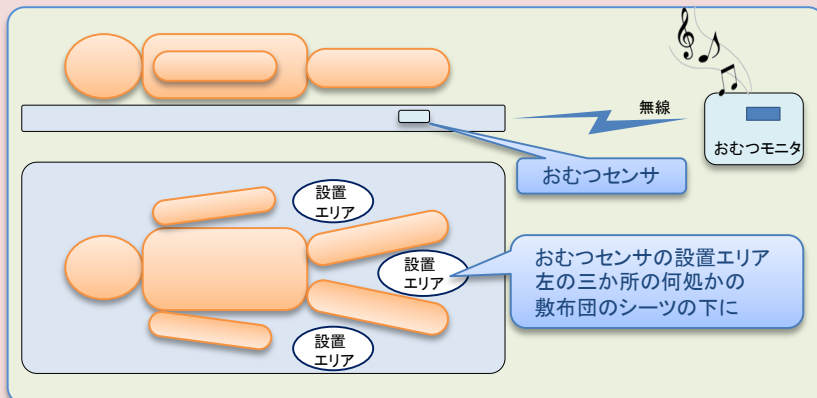 無線
おむつモニタ
おむつセンサ
設置
エリア
設置
エリア
設置
エリア
おむつセンサの設置エリア
左の三か所の何処かの
敷布団のシーツの下に